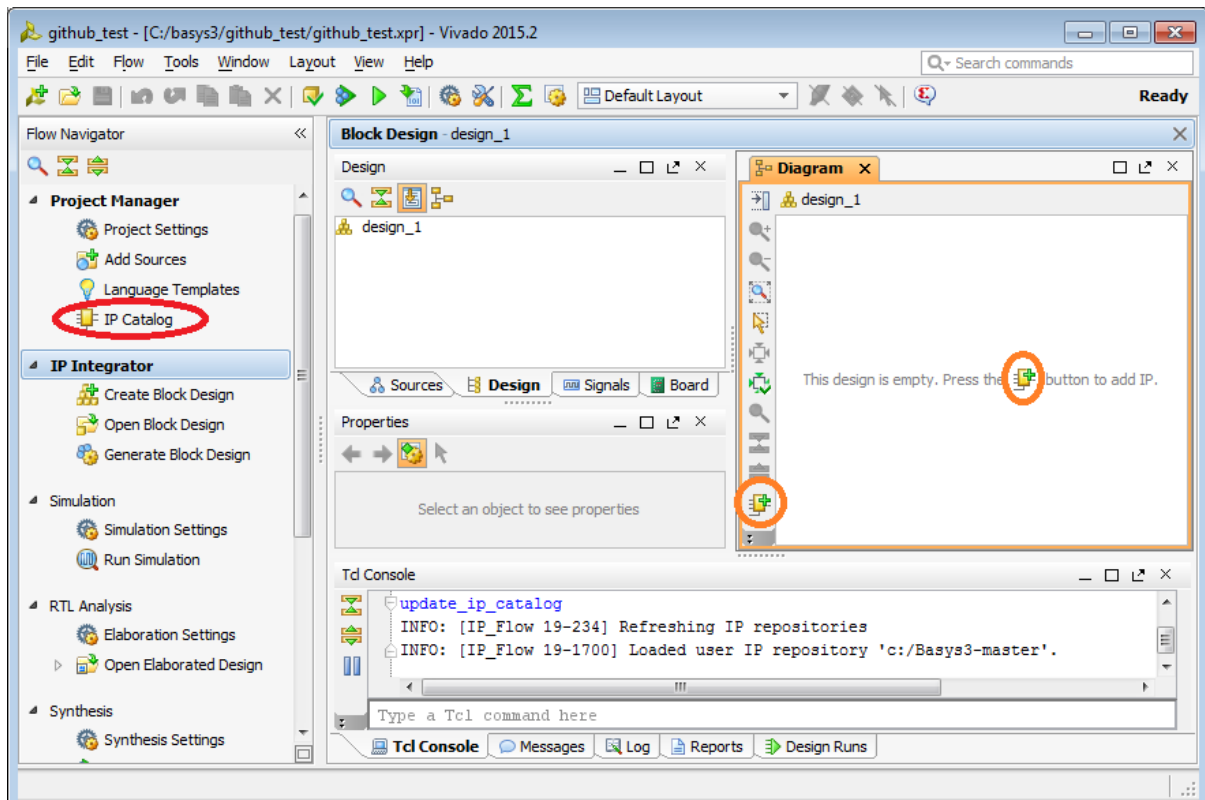 github_test - [C:/basys3/github_test/github_test.xpr] - Vivado 2015.2
File Edit Flow Tools Window Layout View Help
Search commands
Default Layout
Ready
Flow Navigator
Project Manager
Project Settings
Add Sources
Language Templates
IP Catalog
IP Integrator
Create Block Design
Open Block Design
Generate Block Design
Simulation
Simulation Settings
Run Simulation
RTL Analysis
Elaboration Settings
Open Elaborated Design
Synthesis
Synthesis Settings
Block Design - design_1
Design
design_1
Sources Design Signals Board
Properties
Select an object to see properties
Diagram
design_1
This design is empty. Press the button to add IP.
Tcl Console
update_ip_catalog
INFO: [IP_Flow 19-234] Refreshing IP repositories
INFO: [IP_Flow 19-1700] Loaded user IP repository 'c:/Basys3-master'.
Type a Tcl command here
Tcl Console Messages Log Reports Design Runs